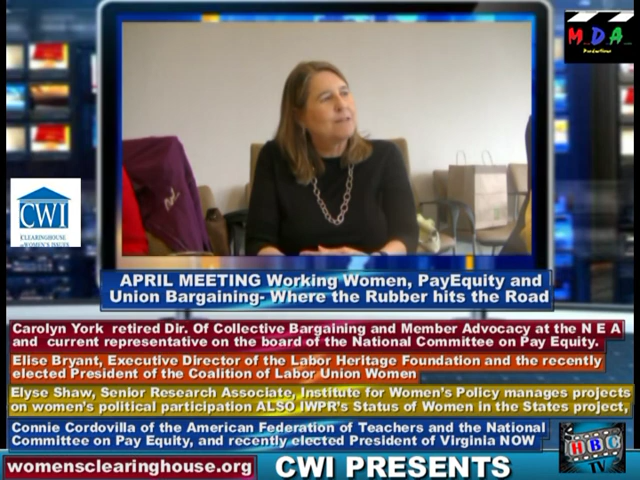 M DA
Productions
CWI
CLEARINGHOUSE
ON WOMEN'S ISSUES
APRIL MEETING Working Women, PayEquity and
Union Bargaining- Where the Rubber hits the Road
Carolyn York retired Dir. Of Collective Bargaining and Member Advocacy at the N E A
and current representative on the board of the National Committee on Pay Equity.
Elise Bryant, Executive Director of the Labor Heritage Foundation and the recently
elected President of the Coalition of Labor Union Women
Elyse Shaw, Senior Research Associate, Institute for Women's Policy manages projects
on women's political participation ALSO IWPR's Status of Women in the States project,
Connie Cordovilla of the American Federation of Teachers and the National
Committee on Pay Equity, and recently elected President of Virginia NOW
womensclearinghouse.org
CWI PRESENTS
HBC
TV